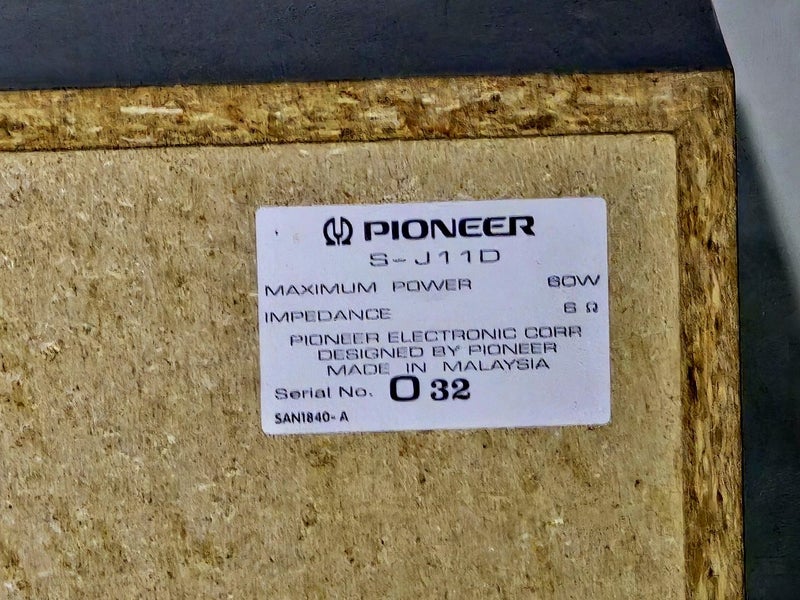 PIONEER
S-J11D
MAXIMUM POWER 60W
IMPEDANCE 6 Ω
PIONEER ELECTRONIC CORP.
DESIGNED BY PIONEER
MADE IN MALAYSIA
Serial No. O 32
SAN1840-A